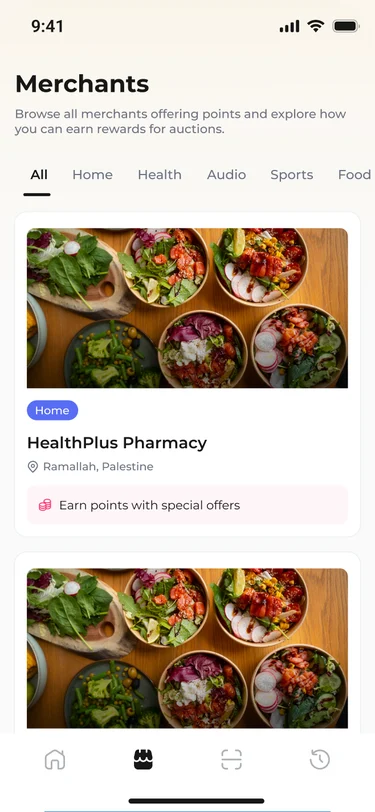 9:41
Merchants
Browse all merchants offering points and explore how
you can earn rewards for auctions.
All Home Health Audio Sports Food
Home
HealthPlus Pharmacy
Ramallah, Palestine
Earn points with special offers